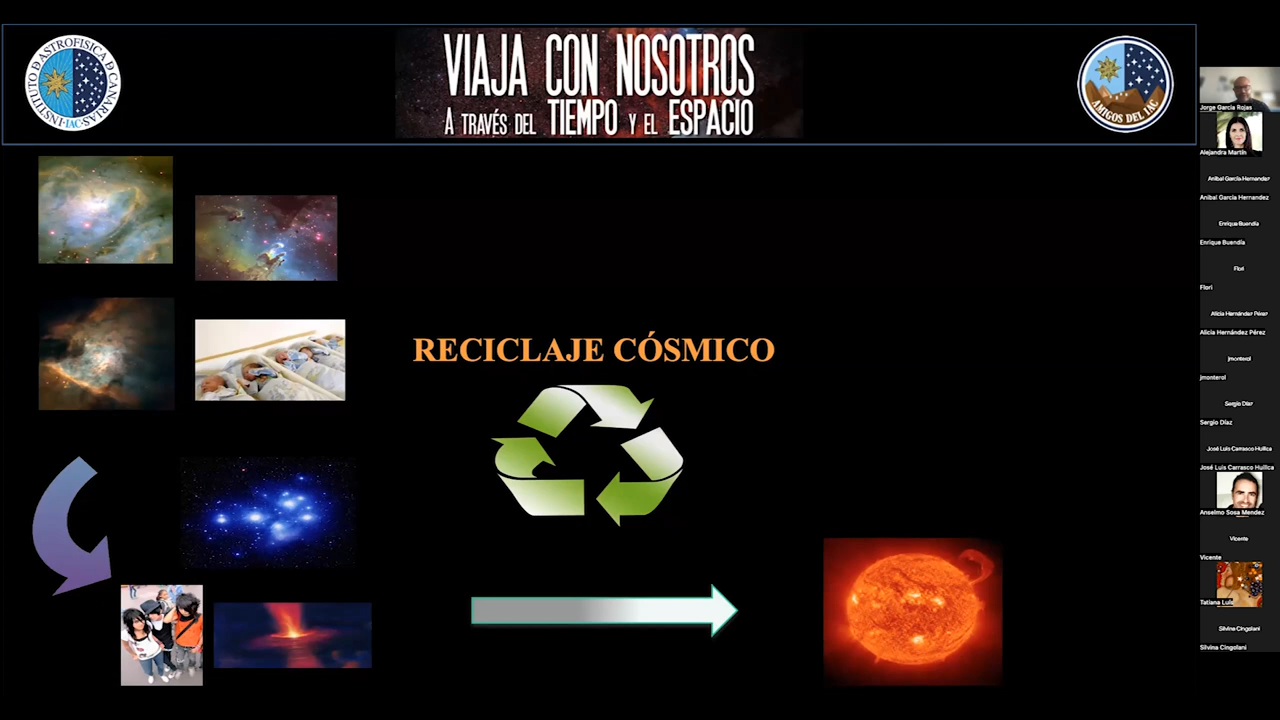 INSTITUTO DE ASTROFISICA DE CANARIAS
·IAC·
VIAJA CON NOSOTROS
A TRAVÉS DEL TIEMPO Y EL ESPACIO
AMIGOS DEL IAC
RECICLAJE CÓSMICO
Jorge García Rojas
Alejandra Martín
Anibal García Hernandez
Anibal García Hernandez
Enrique Buendía
Enrique Buendía
Flori
Flori
Alicia Hernández Pérez
Alicia Hernández Pérez
jmonterol
jmonterol
Sergio Díaz
Sergio Díaz
José Luis Carrasco Huillca
José Luis Carrasco Huillca
Anselmo Sosa Mendez
Vicente
Vicente
Tatiana Luis
Silvina Cingolani
Silvina Cingolani